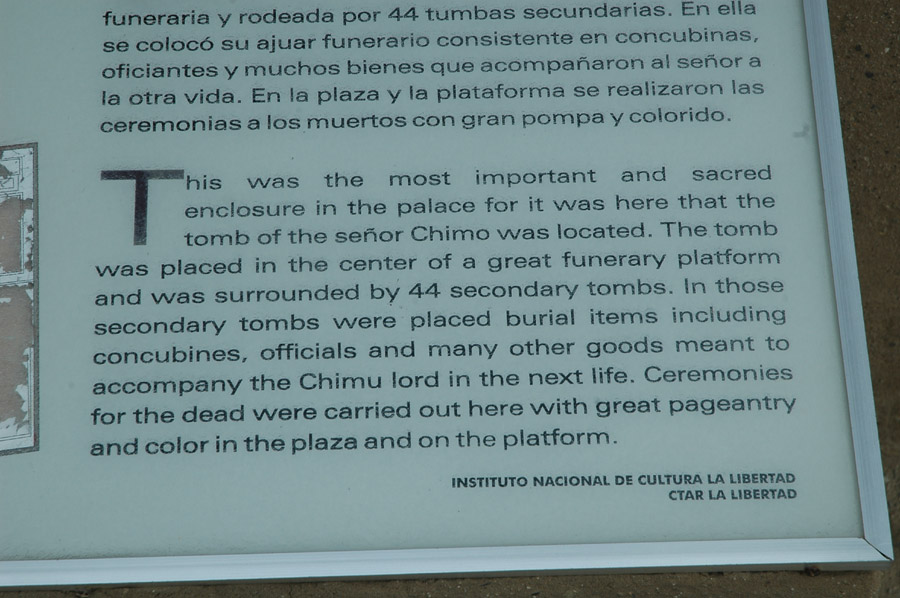 funeraria y rodeada por 44 tumbas secundarias. En ella
se colocó su ajuar funerario consistente en concubinas,
oficiantes y muchos bienes que acompañaron al señor a
la otra vida. En la plaza y la plataforma se realizaron las
ceremonias a los muertos con gran pompa y colorido.
This was the most important and sacred
enclosure in the palace for it was here that the
tomb of the señor Chimo was located. The tomb
was placed in the center of a great funerary platform
and was surrounded by 44 secondary tombs. In those
secondary tombs were placed burial items including
concubines, officials and many other goods meant to
accompany the Chimu lord in the next life. Ceremonies
for the dead were carried out here with great pageantry
and color in the plaza and on the platform.
INSTITUTO NACIONAL DE CULTURA LA LIBERTAD
CTAR LA LIBERTAD